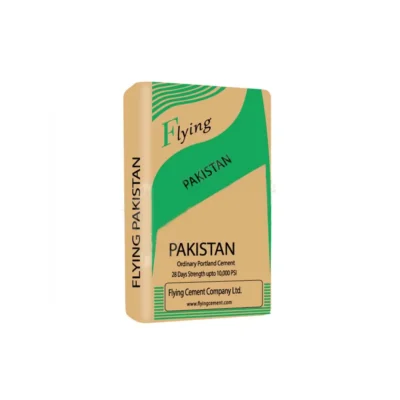 Flying
PAKISTAN
FLYING PAKISTAN
PAKISTAN
Ordinary Portland Cement
28 Days Strength upto 10,000 PSI
Flying Cement Company Ltd.
www.flyingcement.com